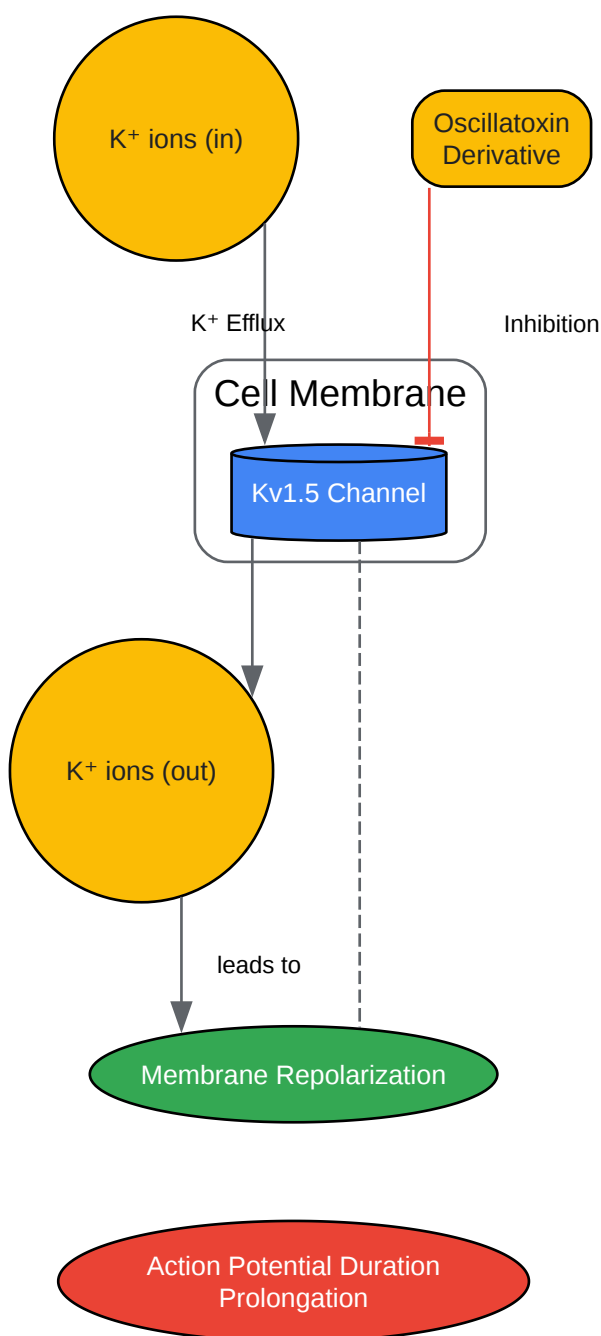 K⁺ ions (in)
Oscillatoxin
Derivative
K⁺ Efflux
Inhibition
Cell Membrane
Kv1.5 Channel
K⁺ ions (out)
leads to
Membrane Repolarization
Action Potential Duration
Prolongation